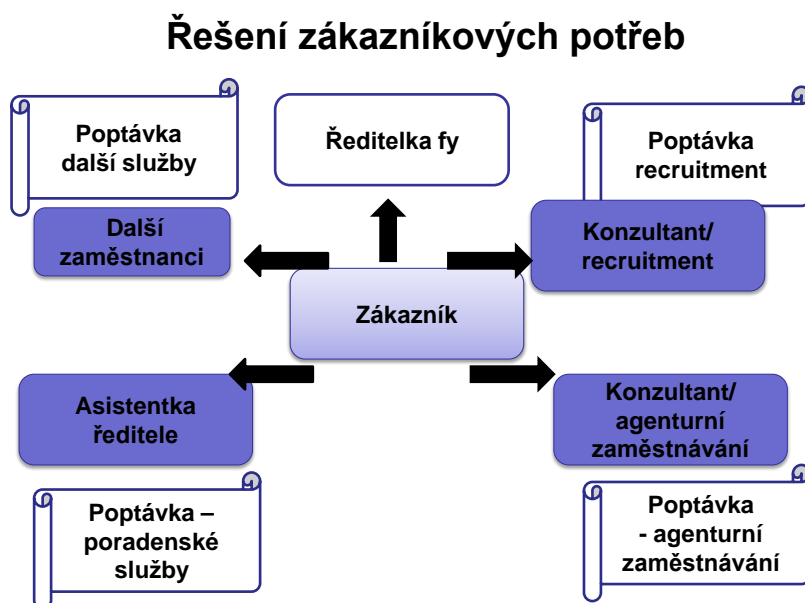 Řešení zákazníkových potřeb
Poptávka
další služby
Ředitelka fy
Poptávka
recruitment
Další
zaměstnanci
Konzultant/
recruitment
Zákazník
Asistentka
ředitele
Konzultant/
agenturní
zaměstnávání
Poptávka –
poradenské
služby
Poptávka
- agenturní
zaměstnávání